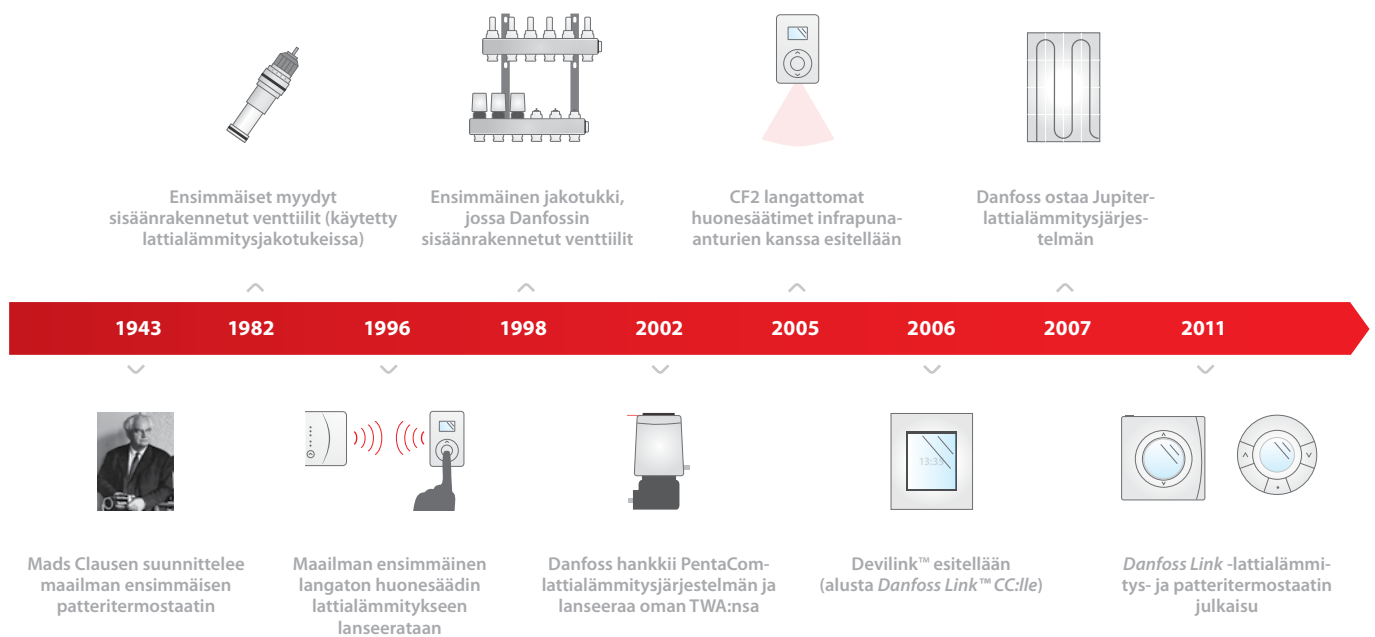 Ensimmäiset myydyt
sisäänrakennetut venttiilit (käytetty
lattialämmitysjakotukeissa)
Ensimmäinen jakotukki,
jossa Danfossin
sisäänrakennetut venttiilit
CF2 langattomat
huonesäätimet infrapuna-
anturien kanssa esitellään
Danfoss ostaa Jupiter-
lattialämmitysjärjes-
telmän
1943 1982 1996 1998 2002 2005 2006 2007 2011
13:35
Mads Clausen suunnittelee
maailman ensimmäisen
patteritermostaatin
Maailman ensimmäinen
langaton huonesäädin
lattialämmitykseen
lanseerataan
Danfoss hankkii PentaCom-
lattialämmitysjärjestelmän ja
lanseeraa oman TWA:nsa
Devilink™ esitellään
(alusta Danfoss Link™ CC:lle)
Danfoss Link -lattialämmi-
tys- ja patteritermostaatin
julkaisu